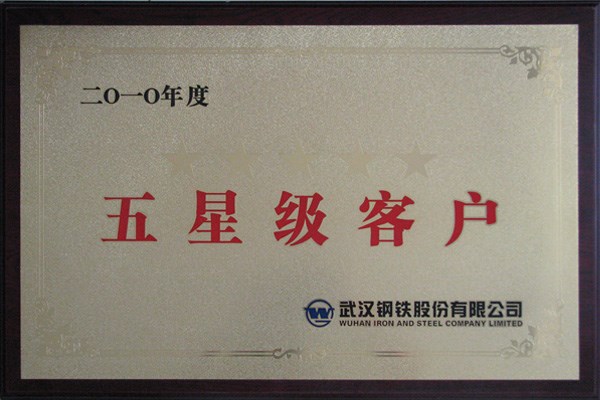 二〇一〇年度
五星级客户
武汉钢铁股份有限公司
WUHAN IRON AND STEEL COMPANY LIMITED